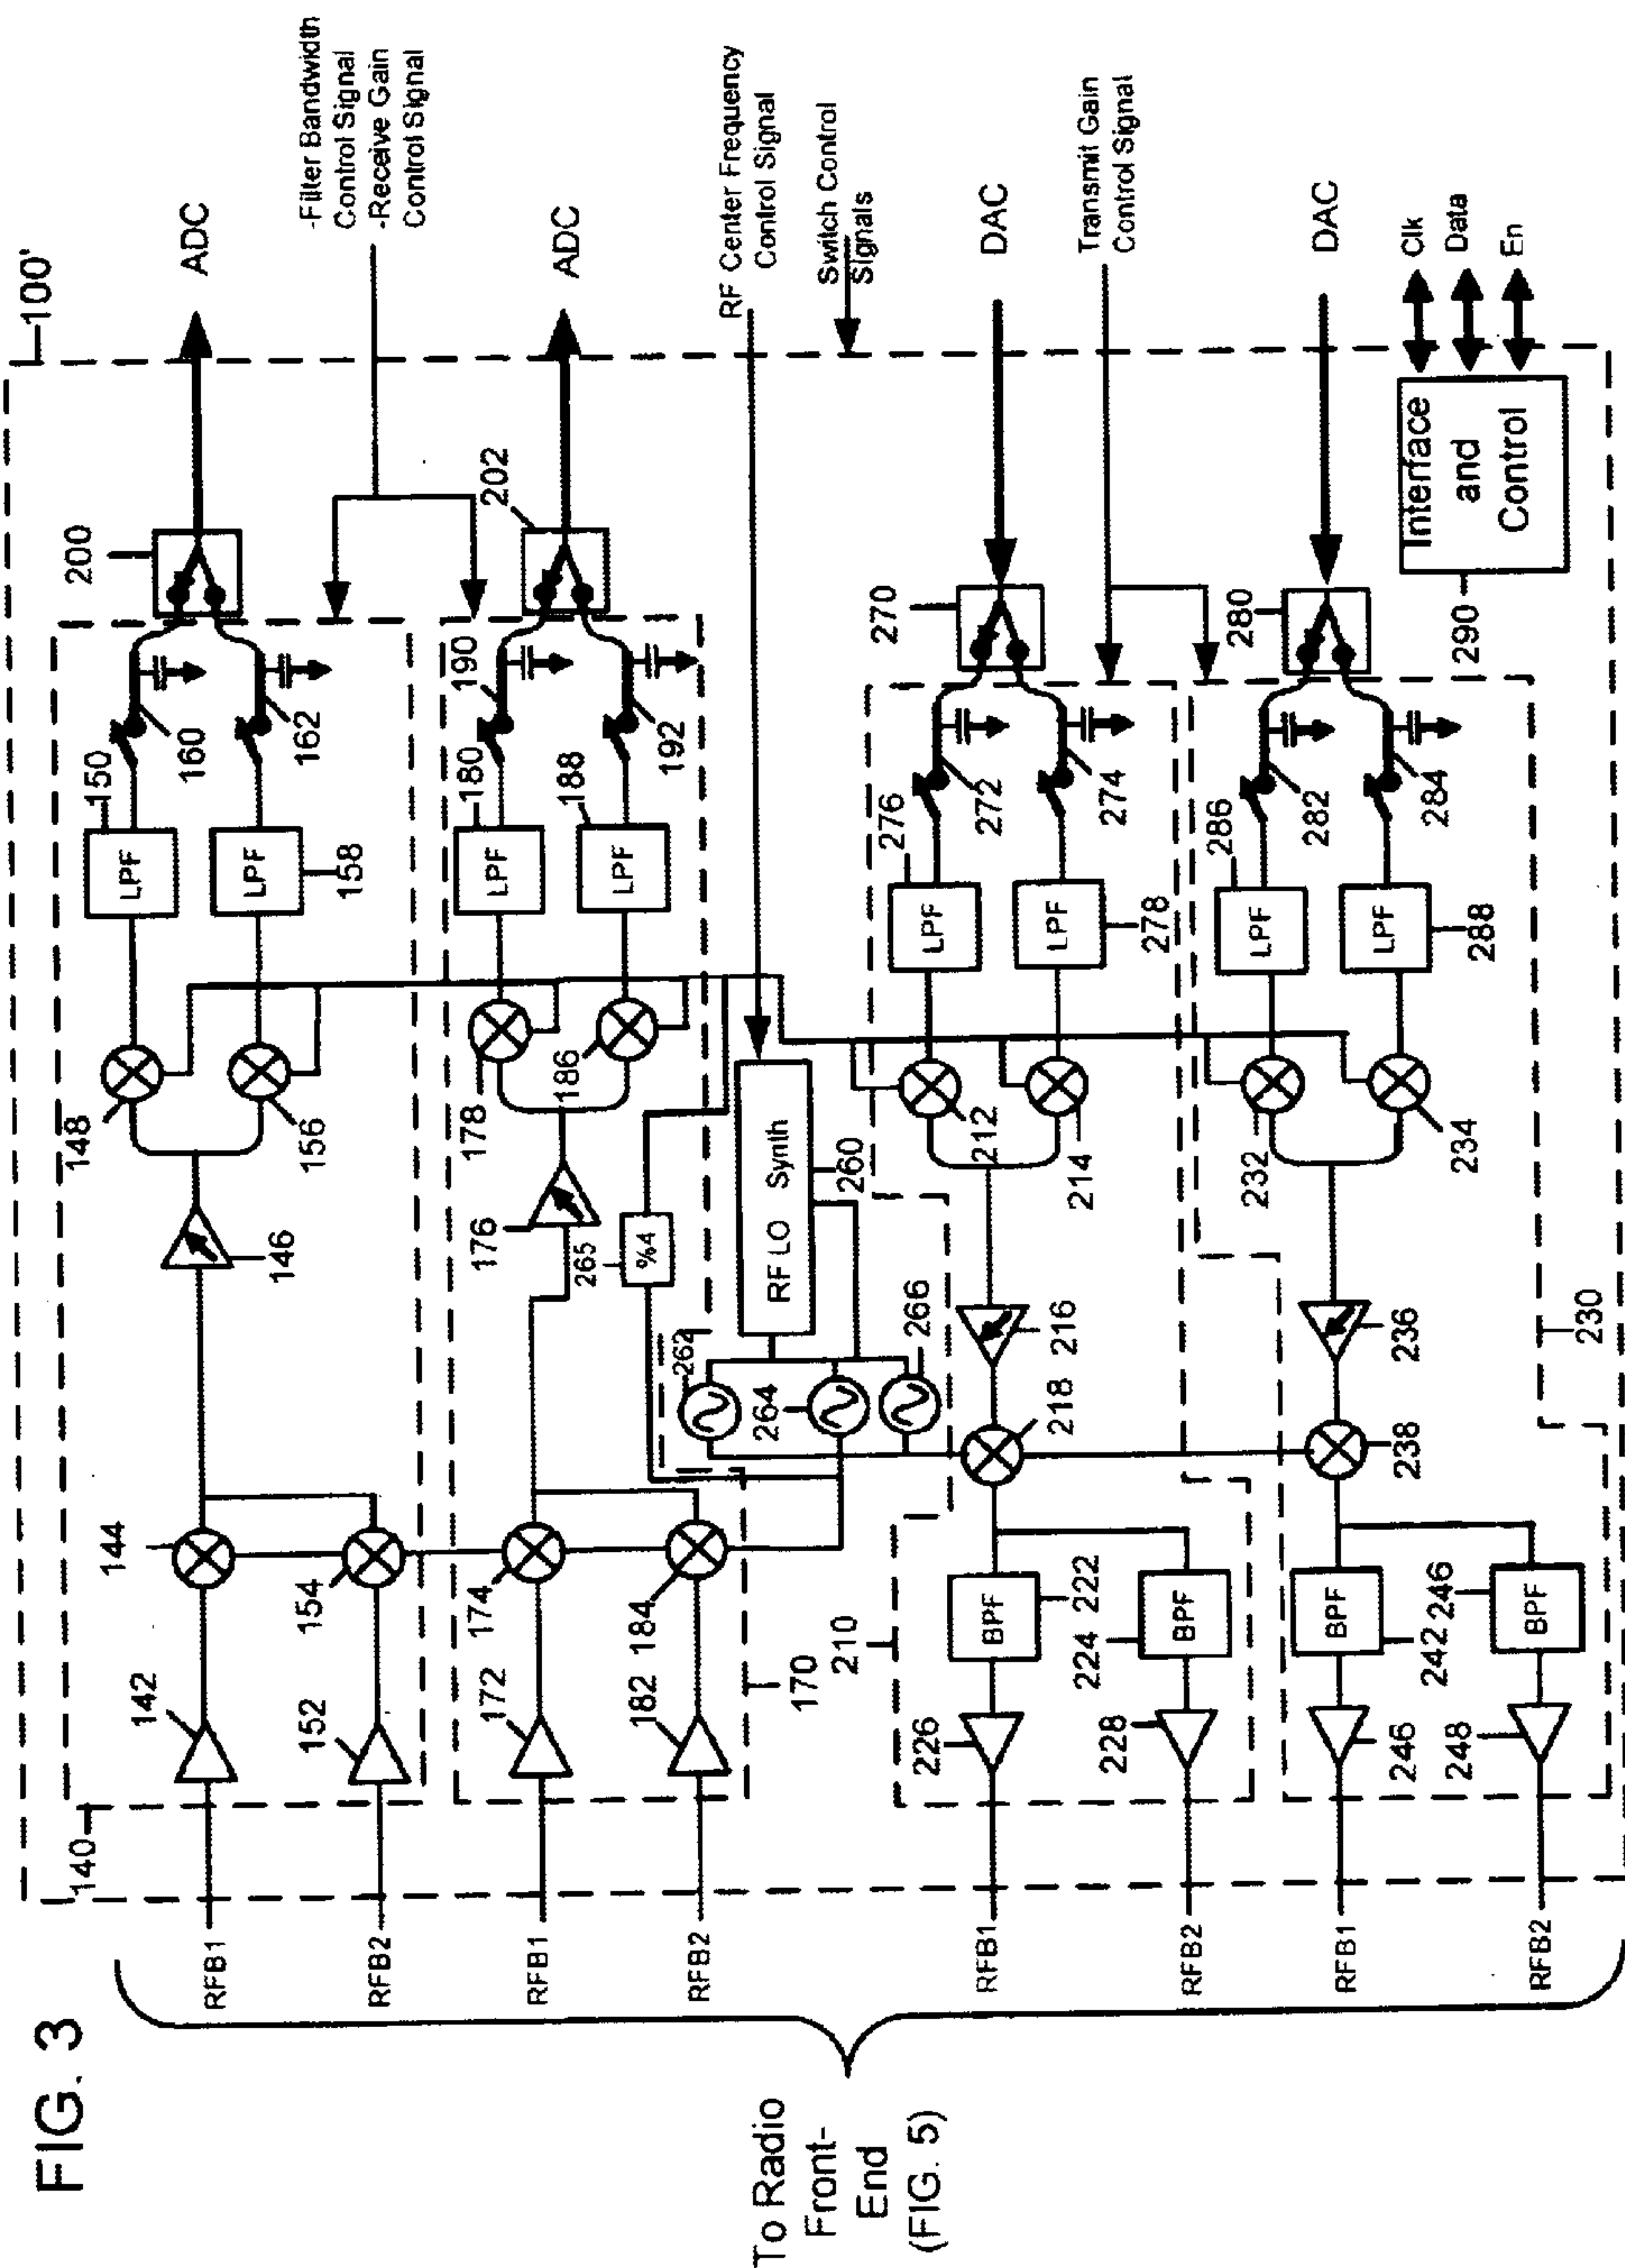 FIG. 3
100'
140
142
144
146
148
150
152
154
156
158
160
162
LPF
LPF
200
ADC
-Filter Bandwidth
Control Signal
-Receive Gain
Control Signal
RFB1
RFB2
170
172
174
176
178
180
182
184
186
188
190
192
LPF
LPF
202
ADC
RFB1
RFB2
RF Center Frequency
Control Signal
Switch Control
Signals
RF LO Synth
260
262
264
265
%4
266
210
212
214
216
218
222
224
226
228
BPF
BPF
LPF
LPF
270
272
274
276
278
DAC
Transmit Gain
Control Signal
RFB1
RFB2
230
232
234
236
238
242
246
246
248
BPF
BPF
LPF
LPF
280
282
284
286
288
DAC
RFB1
RFB2
290
Interface
and
Control
Clk
Data
En
To Radio
Front-
End
(FIG. 5)